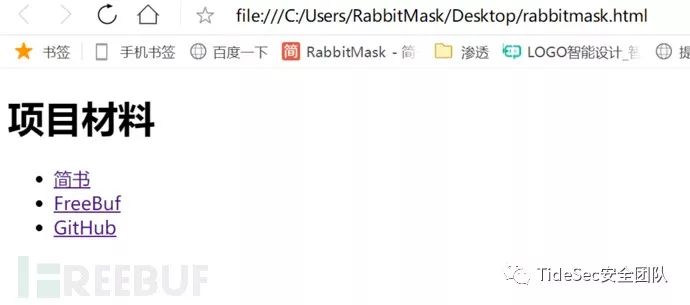 file:///C:/Users/RabbitMask/Desktop/rabbitmask.html
书签 手机书签 百度一下 简 RabbitMask - 简 渗透 LOGO智能设计_智 提
项目材料
简书
FreeBuf
GitHub
FREEBUF
TideSec安全团队